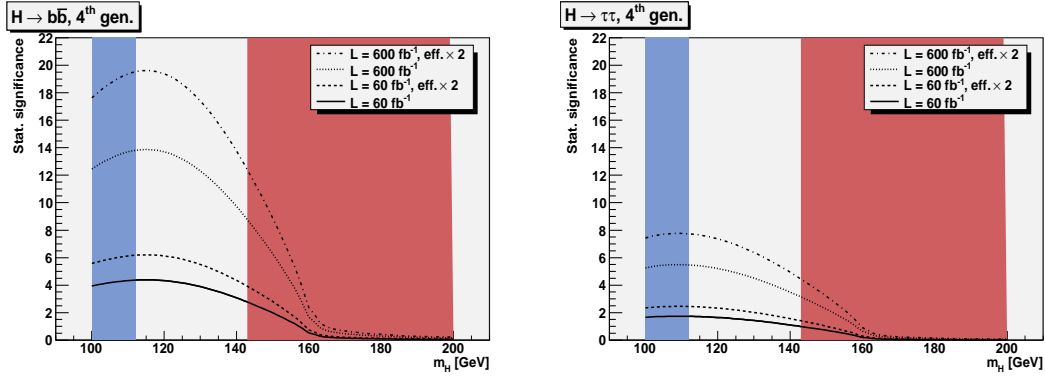 H → bb̅, 4th gen.
Stat. significance
22
20
18
16
14
12
10
8
6
4
2
0
L = 600 fb-1, eff. × 2
L = 600 fb-1
L = 60 fb-1, eff. × 2
L = 60 fb-1
100 120 140 160 180 200
mH [GeV]
H → ττ, 4th gen.
Stat. significance
22
20
18
16
14
12
10
8
6
4
2
0
L = 600 fb-1, eff. × 2
L = 600 fb-1
L = 60 fb-1, eff. × 2
L = 60 fb-1
100 120 140 160 180 200
mH [GeV]